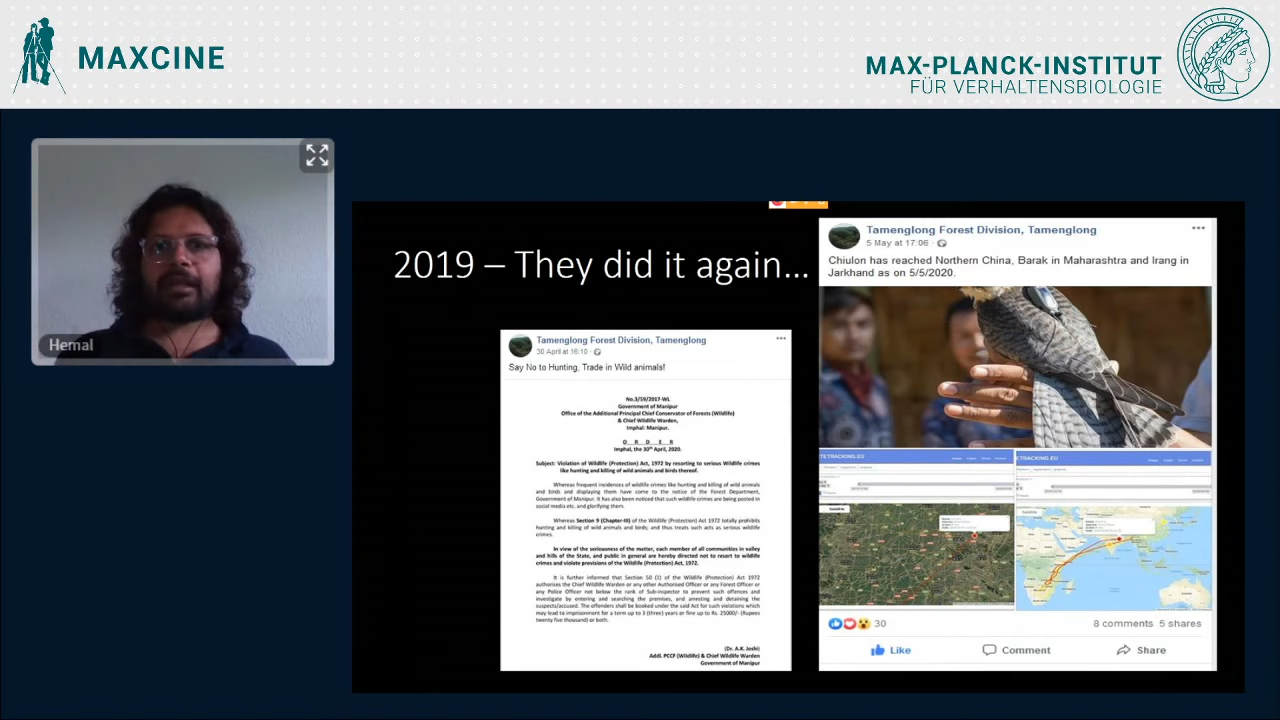 MAXCINE
MAX-PLANCK-INSTITUT
FÜR VERHALTENSBIOLOGIE
Hemal
2019 – They did it again...
Tamenglong Forest Division, Tamenglong
30 April at 16:10
Say No to Hunting, Trade in Wild animals!
No.3/59/2017-WL
Government of Manipur
Office of the Additional Principal Chief Conservator of Forests (Wildlife)
& Chief Wildlife Warden,
Imphal: Manipur.
O R D E R
Imphal, the 30th April, 2020.
Subject: Violation of Wildlife (Protection) Act, 1972 by resorting to serious Wildlife crimes
like hunting and killing of wild animals and birds thereof.
Whereas frequent incidences of wildlife crimes like hunting and killing of wild animals
and birds and displaying them have come to the notice of the Forest Department,
Government of Manipur. It has also been noticed that such wildlife crimes are being posted in
social media etc. and glorifying them.
Whereas Section 9 (Chapter-III) of the Wildlife (Protection) Act 1972 totally prohibits
hunting and killing of wild animals and birds; and thus treats such acts as serious wildlife
crimes.
In view of the seriousness of the matter, each member of all communities in valley
and hills of the State, and public in general are hereby directed not to resort to wildlife
crimes and violate provisions of the Wildlife (Protection) Act, 1972.
It is further informed that Section 50 (1) of the Wildlife (Protection) Act 1972
authorises the Chief Wildlife Warden or any other Authorised Officer or any Forest Officer or
any Police Officer not below the rank of Sub-inspector to prevent such offences and
investigate by entering and searching the premises, and arresting and detaining the
suspects/accused. The offenders shall be booked under the said Act for such violations which
may lead to imprisonment for a term up to 3 (three) years or fine up to Rs. 25000/- (Rupees
twenty five thousand) or both.
(Dr. A.K. Joshi)
Addl. PCCF (Wildlife) & Chief Wildlife Warden
Government of Manipur
Tamenglong Forest Division, Tamenglong
5 May at 17:06
Chiulon has reached Northern China, Barak in Maharashtra and Irang in
Jarkhand as on 5/5/2020.
TETRACKING.EU
ETRACKING.EU
30
8 comments 5 shares
Like
Comment
Share